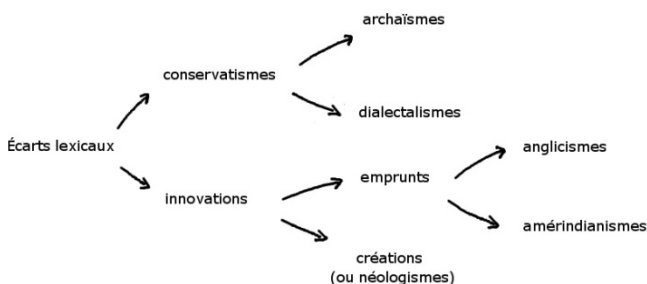 archaïsmes
conservatismes
dialectalismes
Écarts lexicaux
anglicismes
emprunts
innovations
amérindianismes
créations
(ou néologismes)